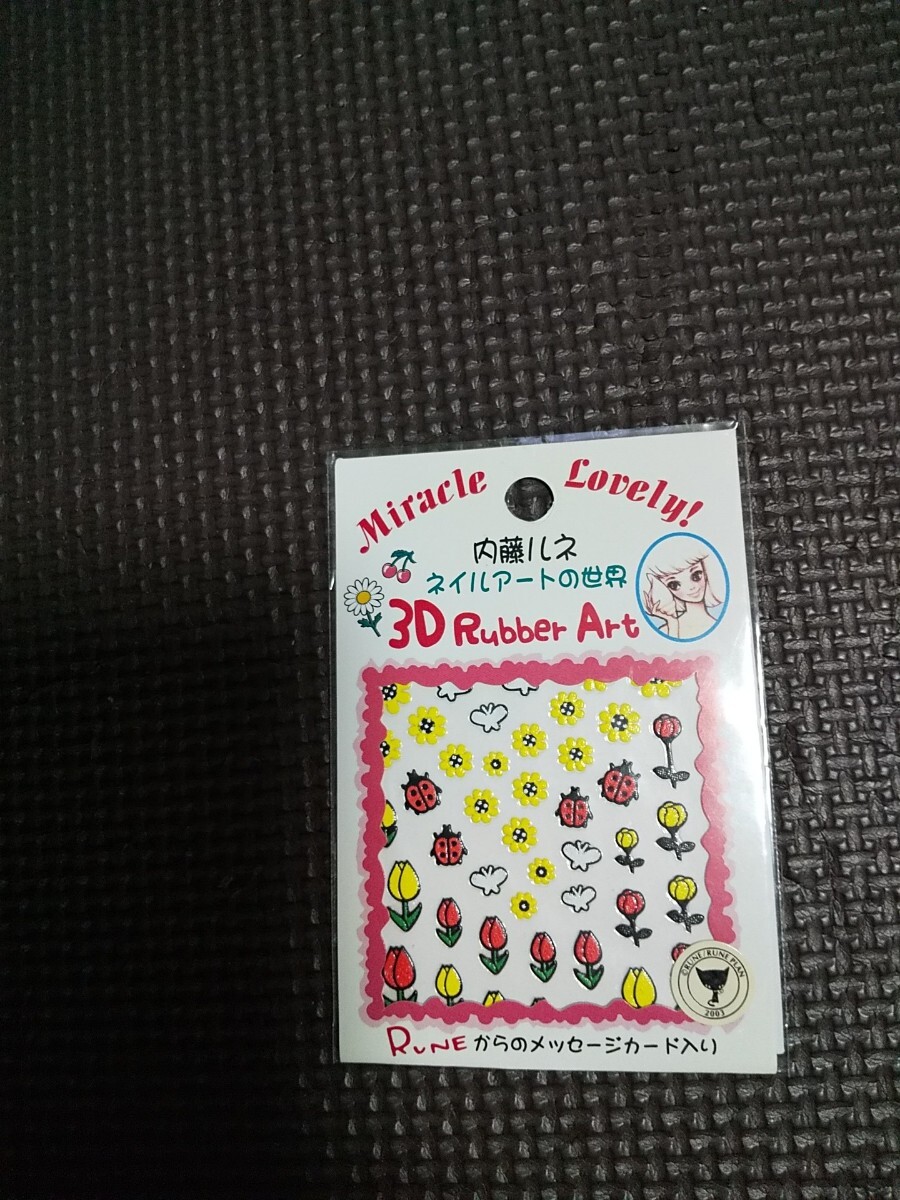 Miracle Lovely!
内藤ルネ
ネイルアートの世界
3D Rubber Art
©RUNE/RUNE PLAN
2003
RUNEからのメッセージカード入り